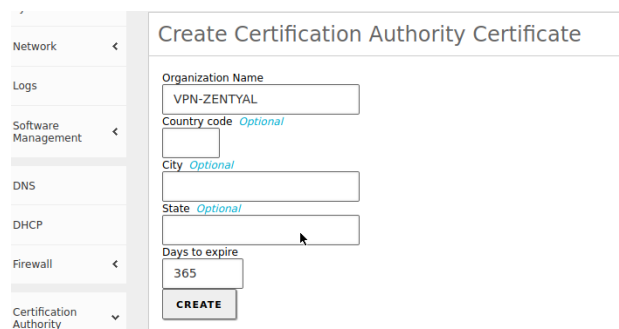 Network
Logs
Software
Management
DNS
DHCP
Firewall
Certification
Authority
Create Certification Authority Certificate
Organization Name
VPN-ZENTYAL
Country code Optional
City Optional
State Optional
Days to expire
365
CREATE